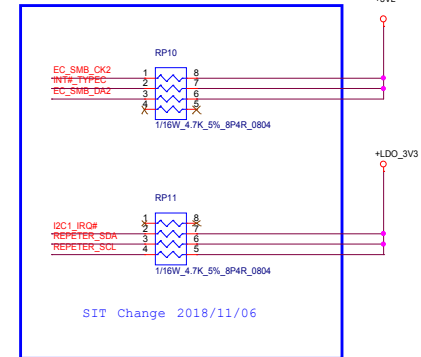 RP10
EC_SMB_CK2 1 8
INT#_TYPEC 2 7
EC_SMB_DA2 3 6
4 5
1/16W_4.7K_5%_8P4R_0804
+LDO_3V3
RP11
1 8
I2C1_IRQ# 2 7
REPETER_SDA 3 6
REPETER_SCL 4 5
1/16W_4.7K_5%_8P4R_0804
SIT Change 2018/11/06